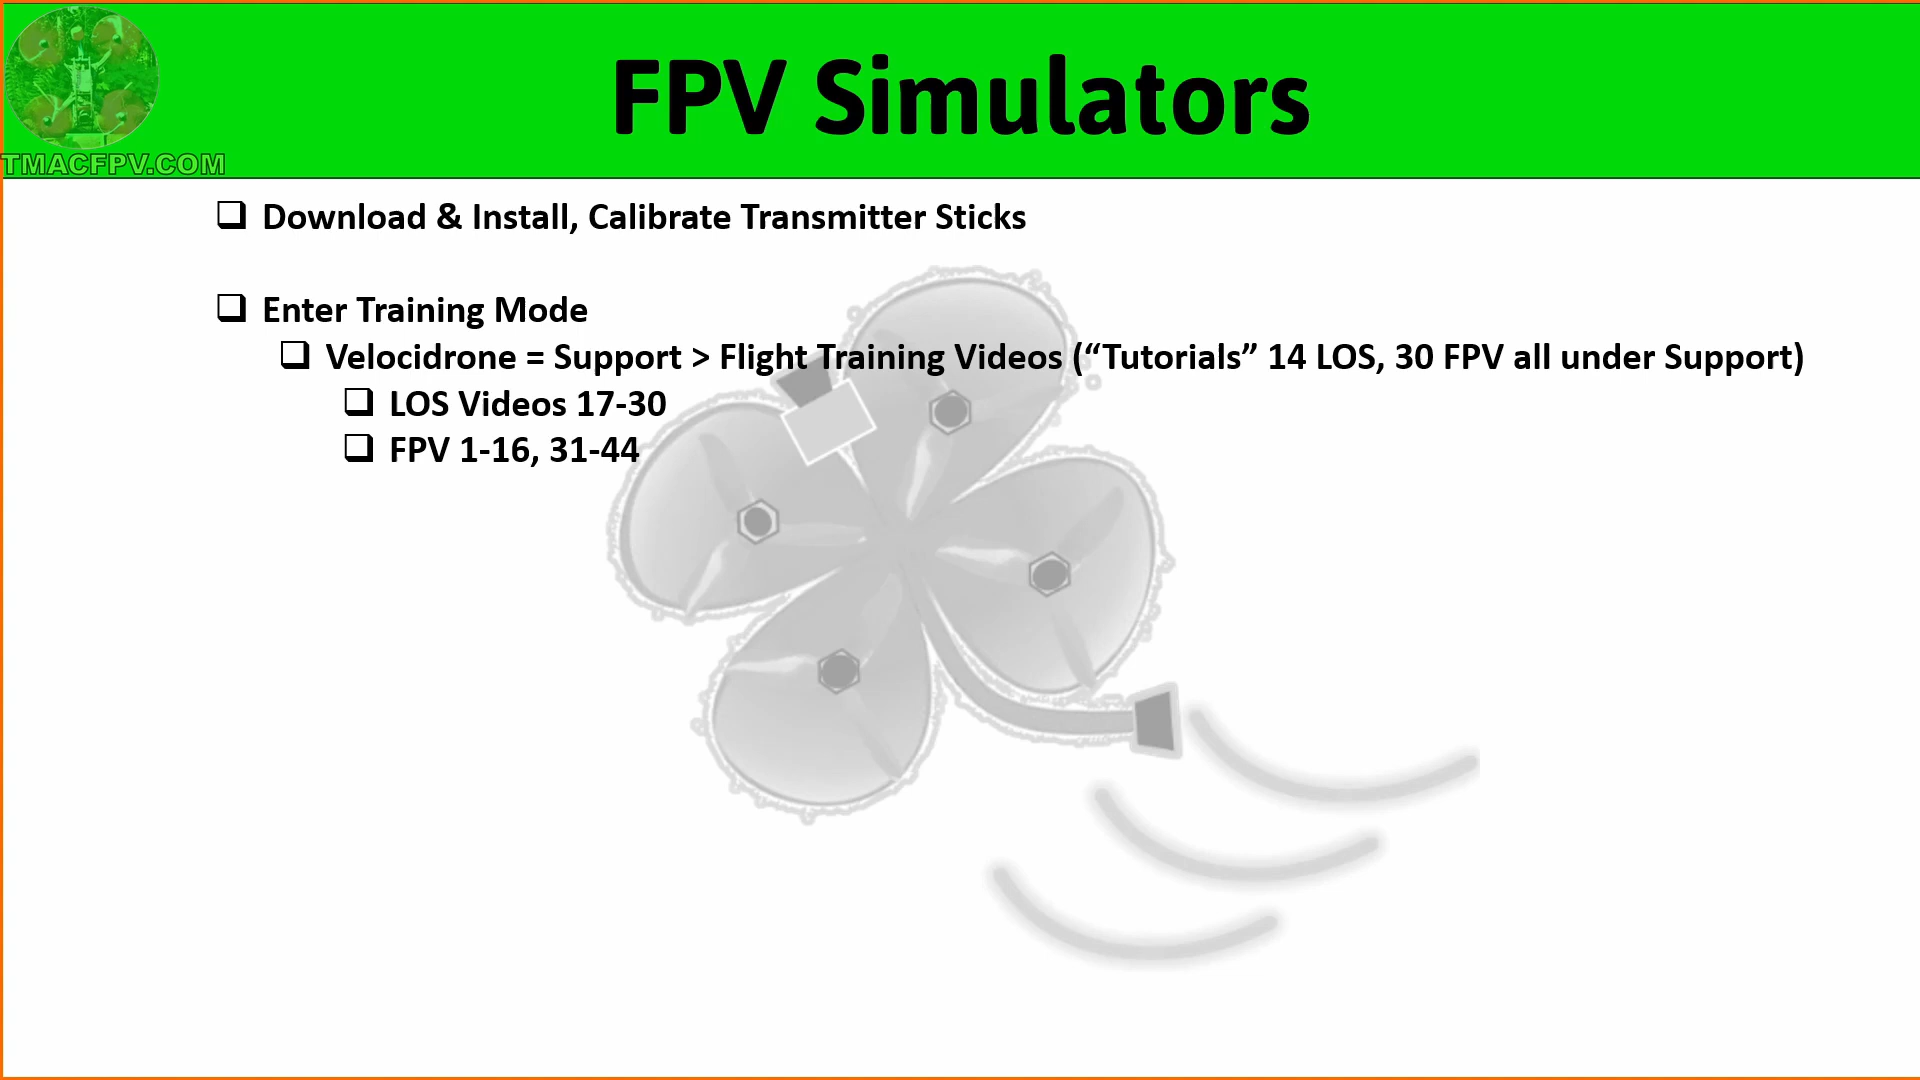 FPV Simulators
TMACFPV.COM
Download & Install, Calibrate Transmitter Sticks
Enter Training Mode
Velocidrone = Support > Flight Training Videos (“Tutorials” 14 LOS, 30 FPV all under Support)
LOS Videos 17-30
FPV 1-16, 31-44